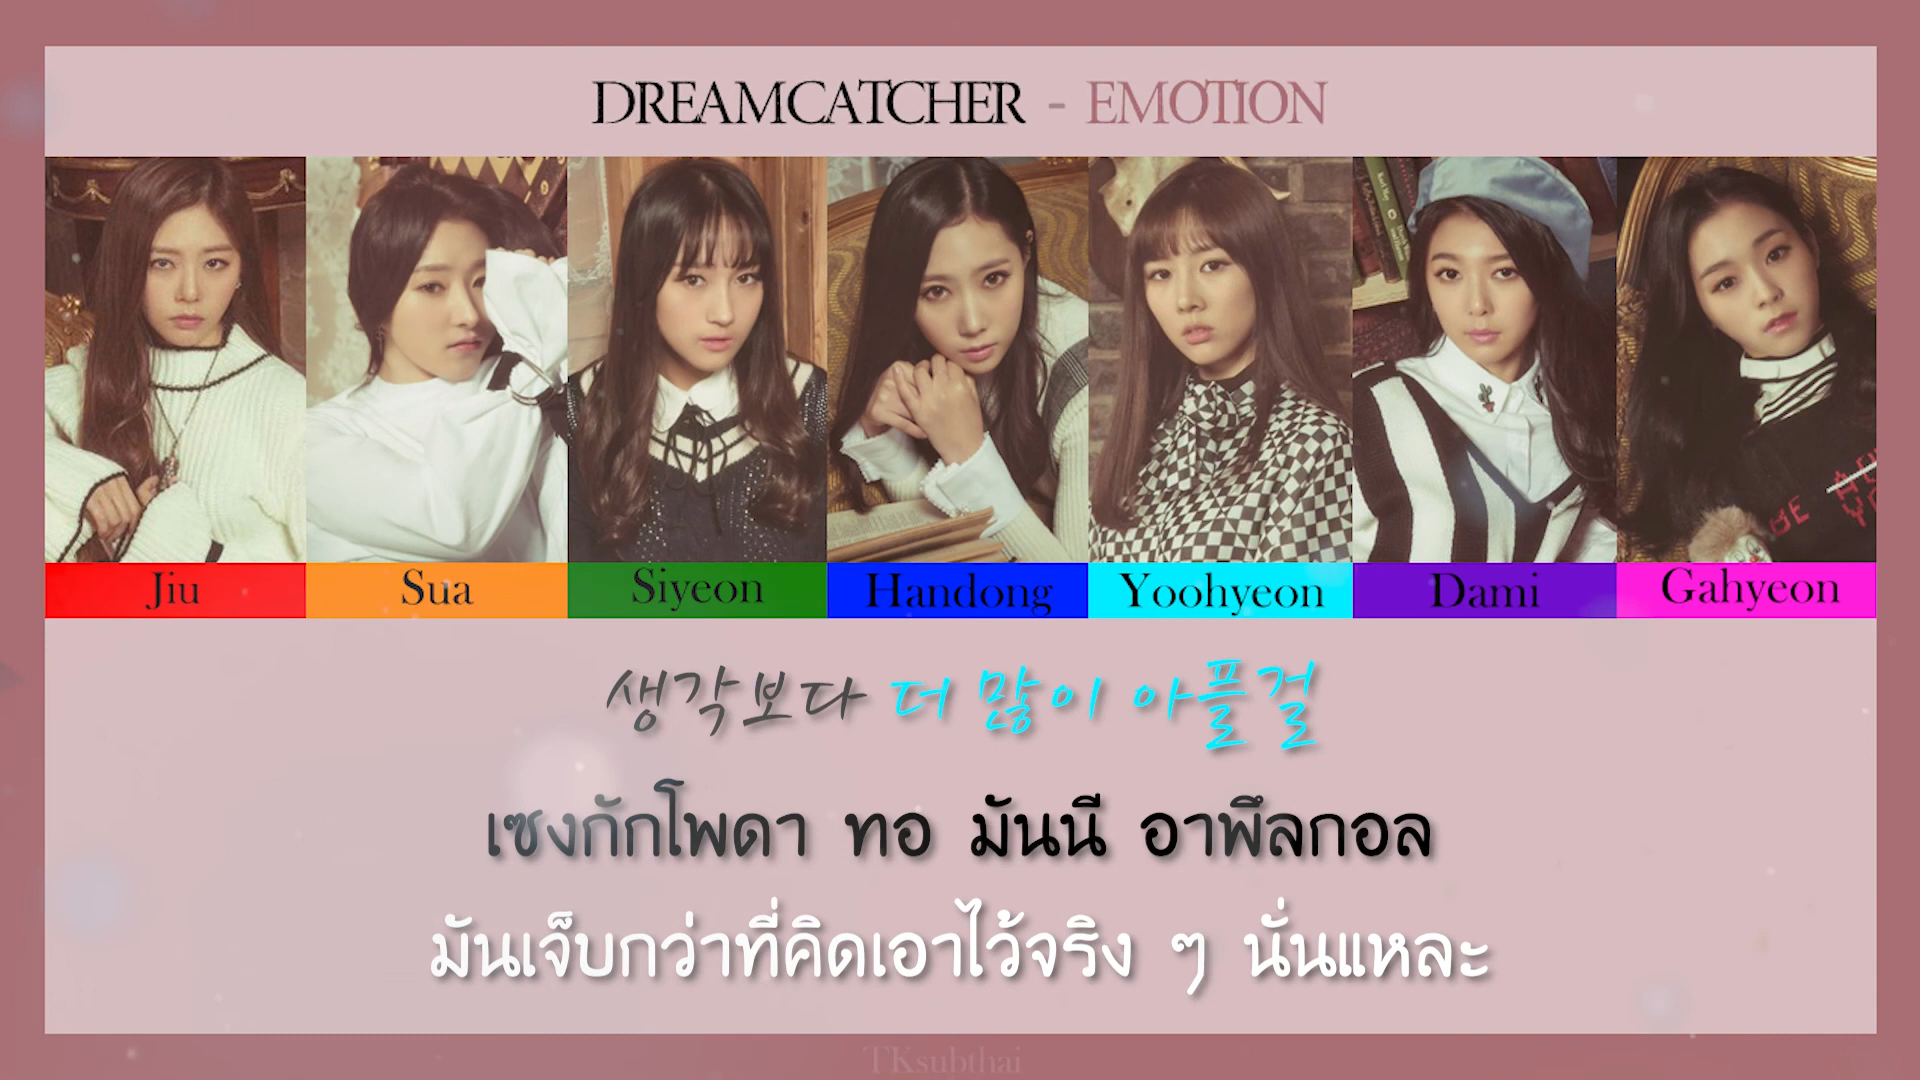 DREAMCATCHER - EMOTION
BE
Jiu Sua Siyeon Handong Yoohyeon Dami Gahyeon
생각보다 더 많이 아플걸
เซงกักโพดา ทอ มันนี อาพึลกอล
มันเจ็บกว่าที่คิดเอาไว้จริง ๆ นั่นแหละ
TKsubthai